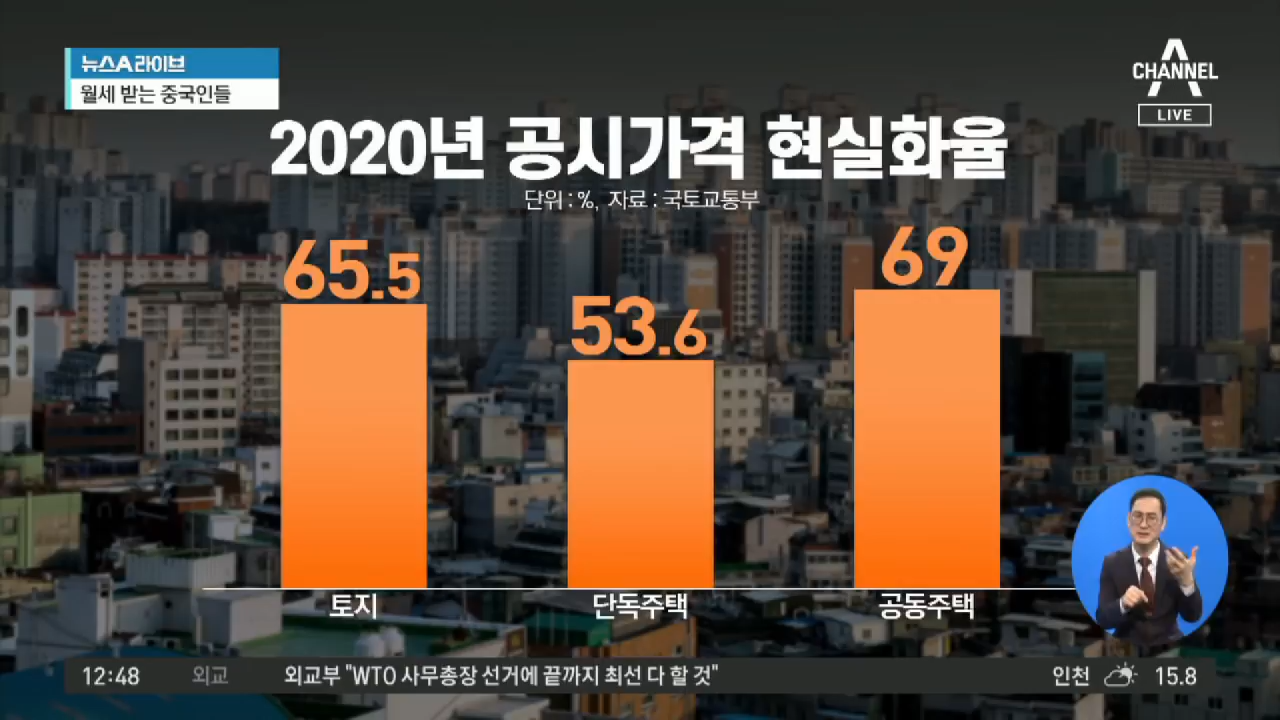 뉴스A 라이브
월세 받는 중국인들
CHANNEL A
LIVE
2020년 공시가격 현실화율
단위 : %, 자료 : 국토교통부
65.5
53.6
69
토지
단독주택
공동주택
12:48 외교 외교부 "WTO 사무총장 선거에 끝까지 최선 다 할 것" 인천 15.8